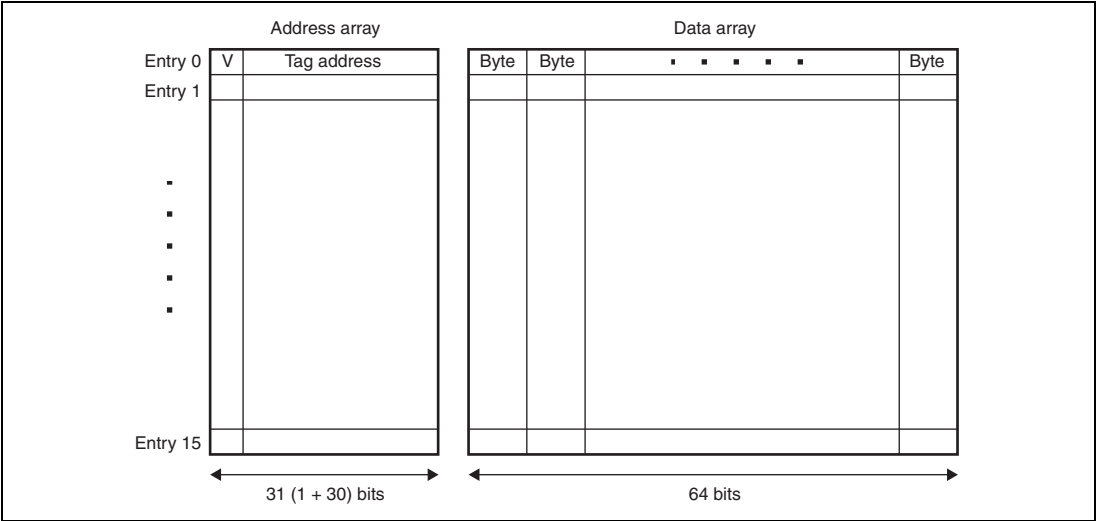 Address array
Data array
Entry 0
V
Tag address
Byte
Byte
Byte
Entry 1
Entry 15
31 (1 + 30) bits
64 bits